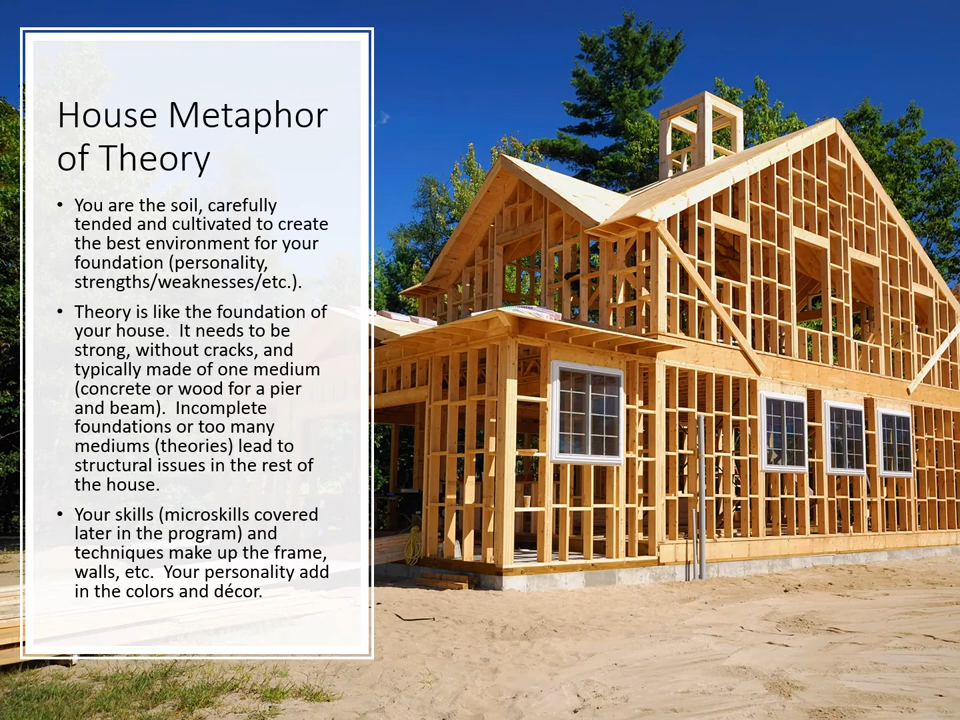 House Metaphor
of Theory
• You are the soil, carefully
tended and cultivated to create
the best environment for your
foundation (personality,
strengths/weaknesses/etc.).
• Theory is like the foundation of
your house.  It needs to be
strong, without cracks, and
typically made of one medium
(concrete or wood for a pier
and beam).  Incomplete
foundations or too many
mediums (theories) lead to
structural issues in the rest of
the house.
• Your skills (microskills covered
later in the program) and
techniques make up the frame,
walls, etc.  Your personality add
in the colors and décor.